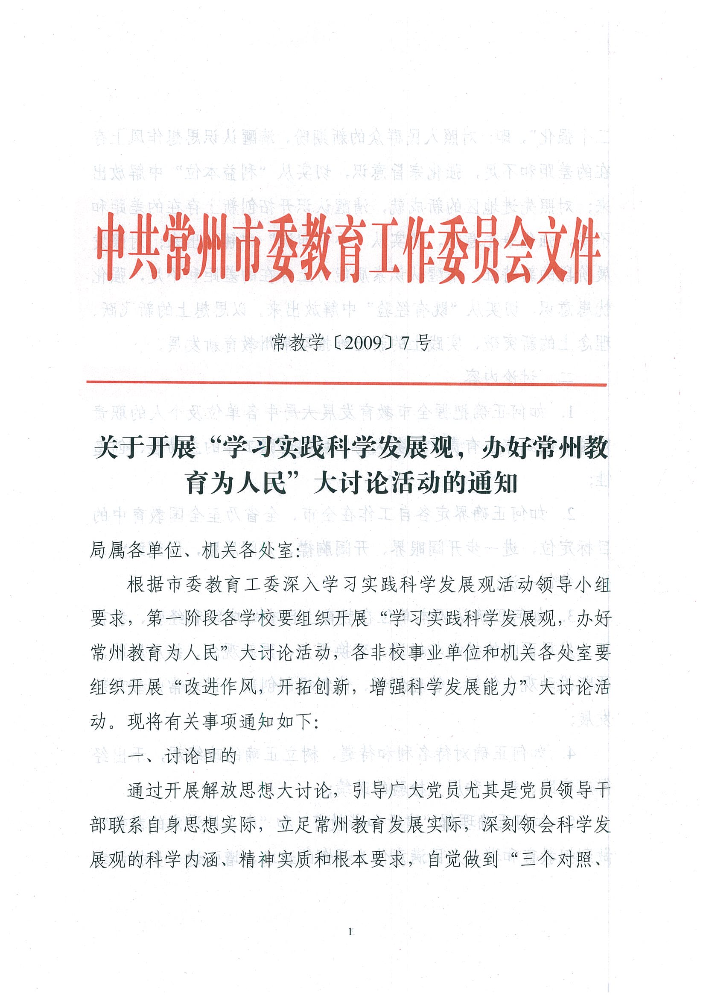 中共常州市委教育工作委员会文件
常教学〔2009〕7号
关于开展“学习实践科学发展观，办好常州教
育为人民”大讨论活动的通知
局属各单位、机关各处室：
根据市委教育工委深入学习实践科学发展观活动领导小组
要求，第一阶段各学校要组织开展“学习实践科学发展观，办好
常州教育为人民”大讨论活动，各非校事业单位和机关各处室要
组织开展“改进作风，开拓创新，增强科学发展能力”大讨论活
动。现将有关事项通知如下：
一、讨论目的
通过开展解放思想大讨论，引导广大党员尤其是党员领导干
部联系自身思想实际，立足常州教育发展实际，深刻领会科学发
展观的科学内涵、精神实质和根本要求，自觉做到“三个对照、
1